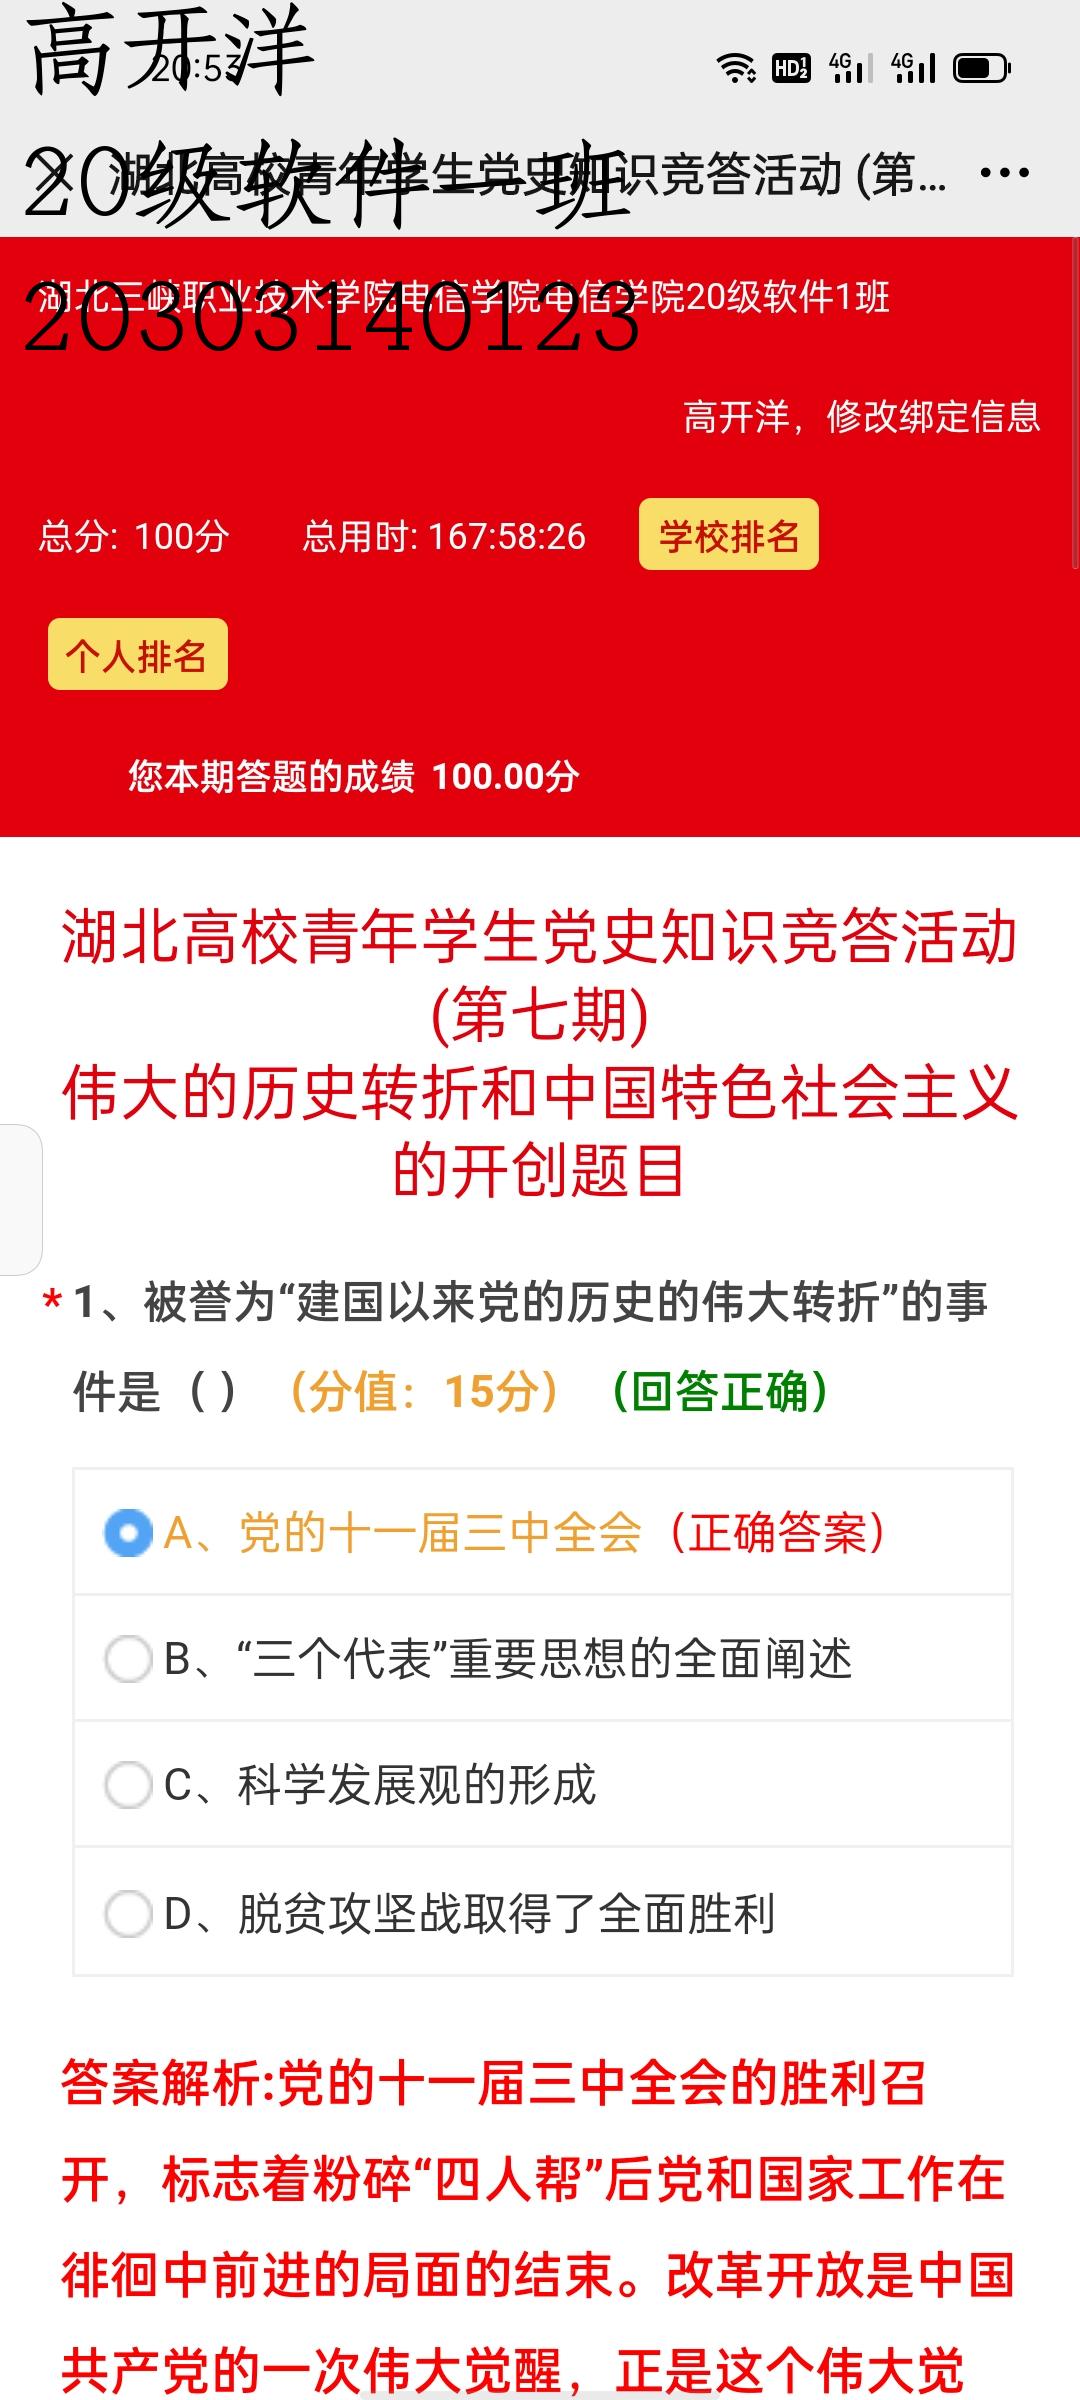 高开洋
20:53
HD 1 2 4G 4G
20级软件一班
湖北高校青年学生党史知识竞答活动 (第... 
20303140123
湖北三峡职业技术学院电信学院电信学院20级软件1班
高开洋，修改绑定信息
总分: 100分 总用时: 167:58:26 学校排名
个人排名
您本期答题的成绩 100.00分
湖北高校青年学生党史知识竞答活动
(第七期)
伟大的历史转折和中国特色社会主义
的开创题目
* 1、被誉为“建国以来党的历史的伟大转折”的事
件是（ ）（分值：15分）（回答正确）
A、党的十一届三中全会（正确答案）
B、“三个代表”重要思想的全面阐述
C、科学发展观的形成
D、脱贫攻坚战取得了全面胜利
答案解析:党的十一届三中全会的胜利召
开，标志着粉碎“四人帮”后党和国家工作在
徘徊中前进的局面的结束。改革开放是中国
共产党的一次伟大觉醒，正是这个伟大觉